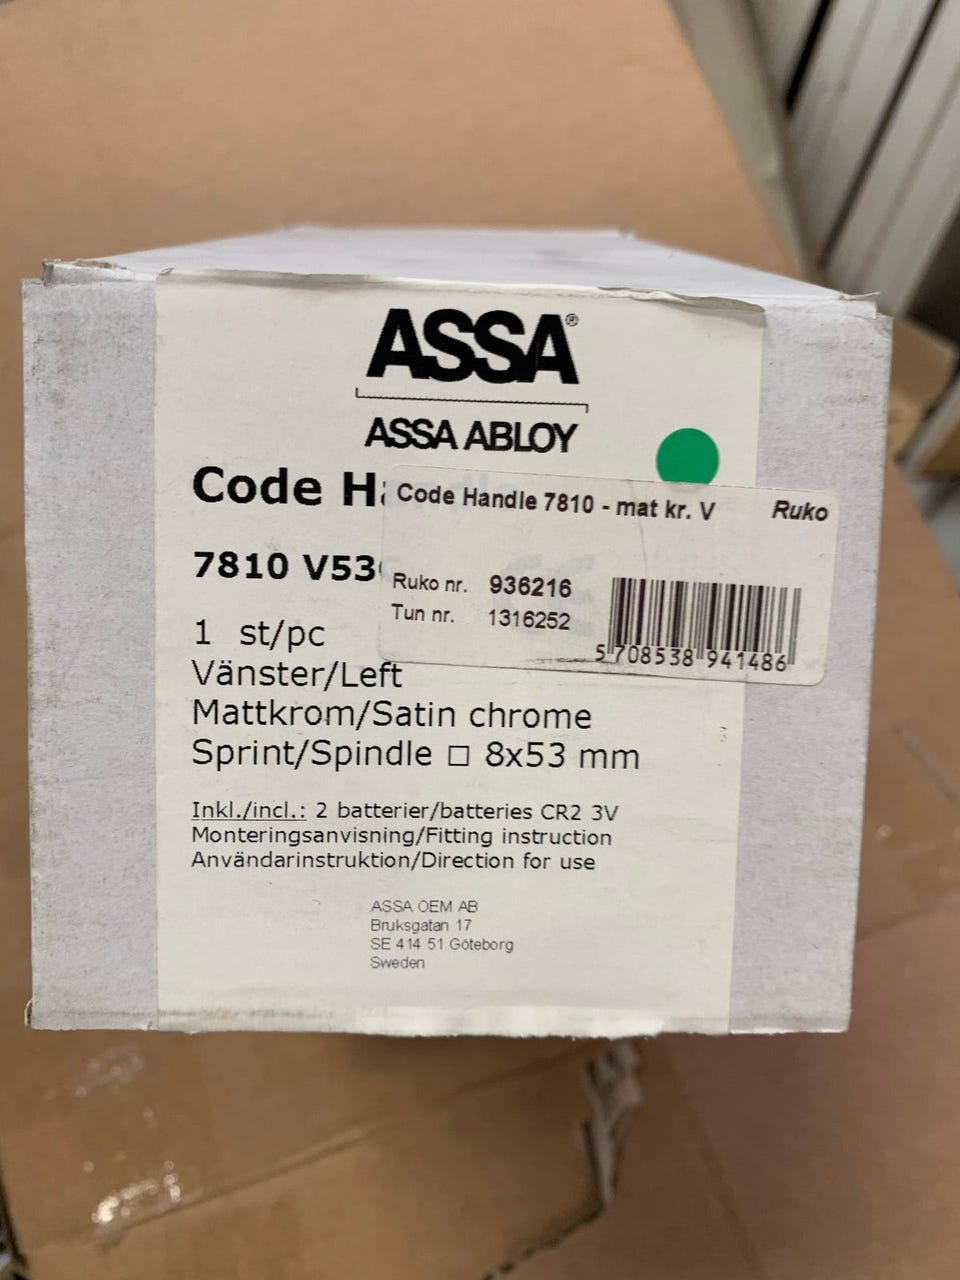 ASSA®
ASSA ABLOY
Code
7810 V53
1 st/pc
Vänster/Left
Mattkrom/Satin chrome
Sprint/Spindle □ 8x53 mm
Inkl./incl.: 2 batterier/batteries CR2 3V
Monteringsanvisning/Fitting instruction
Användarinstruktion/Direction for use
ASSA OEM AB
Bruksgatan 17
SE 414 51 Göteborg
Sweden
Code Handle 7810 - mat kr. V Ruko
Ruko nr. 936216
Tun nr. 1316252
5 708538 941486